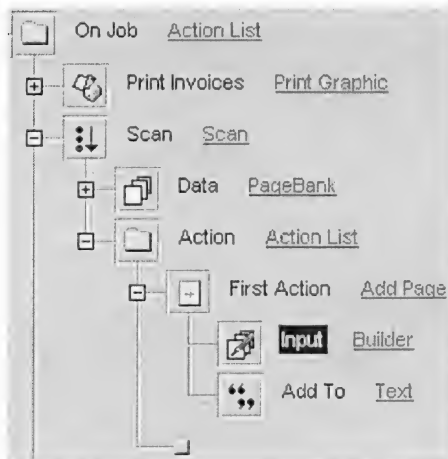 On Job Action List
Print Invoices Print Graphic
Scan Scan
Data PageBank
Action Action List
First Action Add Page
Input Builder
Add To Text